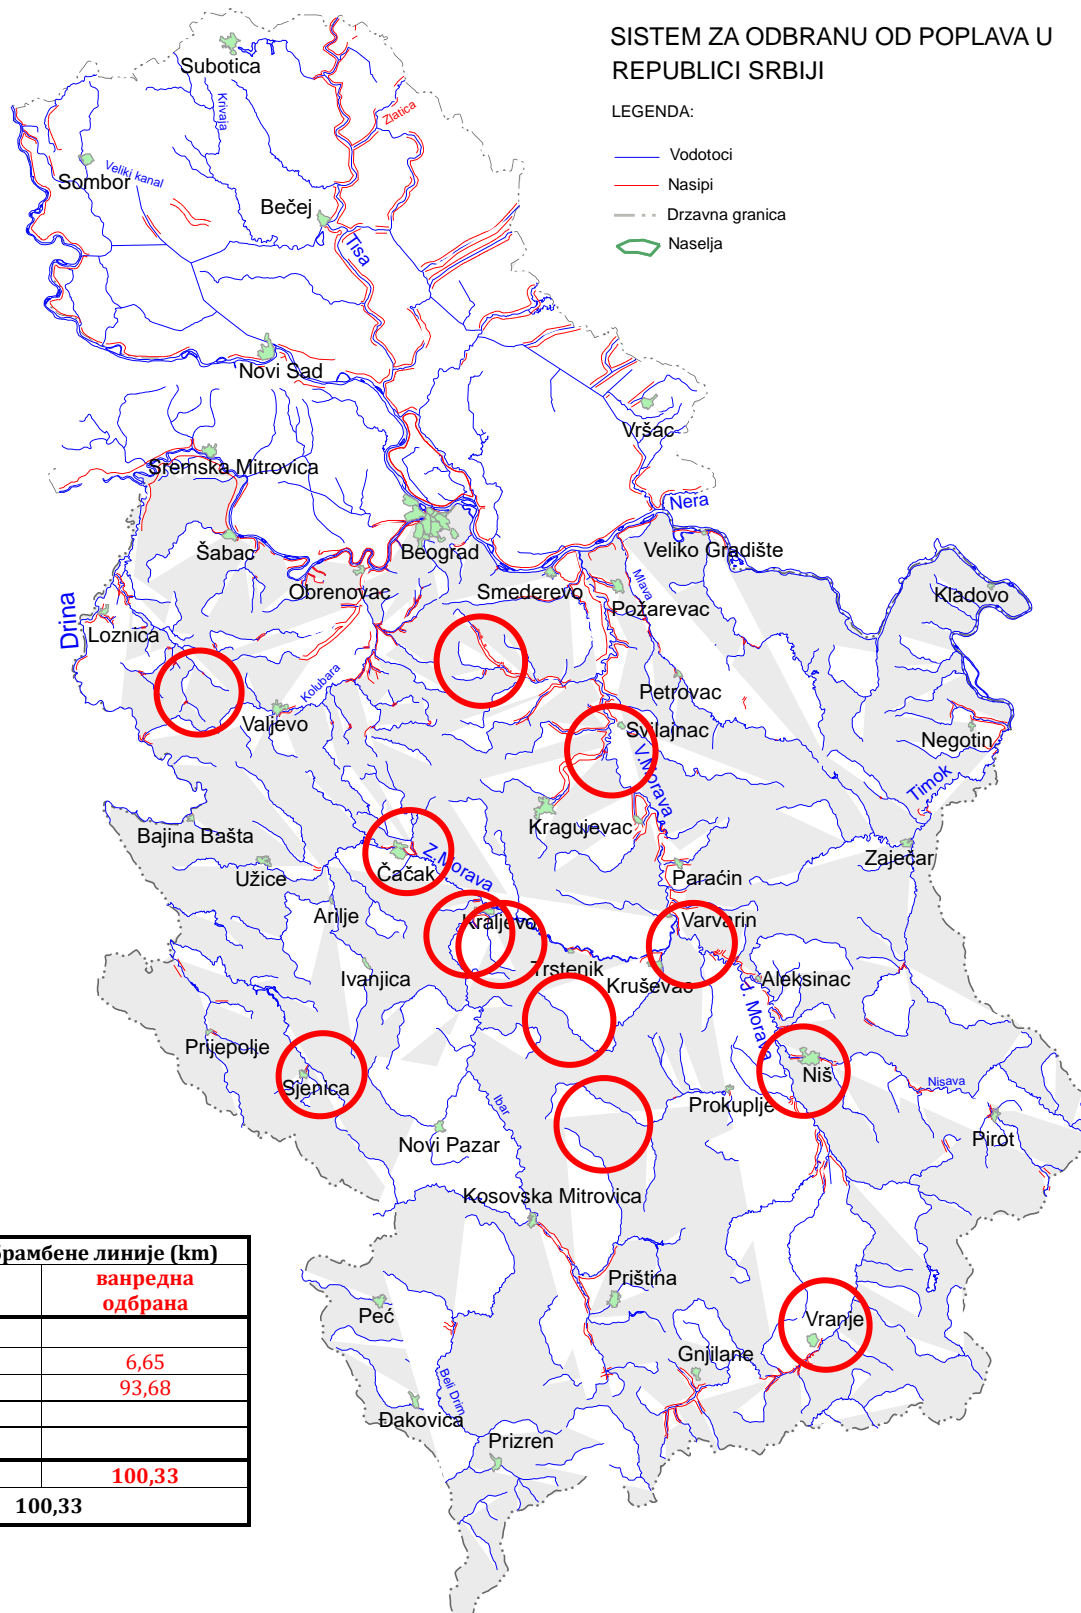 SISTEM ZA ODBRANU OD POPLAVA U
REPUBLICI SRBIJI
LEGENDA:
Vodotoci
Nasipi
Drzavna granica
Naselja
Subotica
Krivaja
Zlatica
Sombor
Veliki kanal
Bečej
Tisa
Novi Sad
Vršac
Sremska Mitrovica
Nera
Šabac
Beograd
Veliko Gradište
Obrenovac
Smederevo
Mlava
Požarevac
Kladovo
Drina
Loznica
Kolubara
Petrovac
Valjevo
Svilajnac
Negotin
V.Morava
Timok
Bajina Bašta
Kragujevac
Zaječar
Užice
Čačak
Z.Morava
Paraćin
Arilje
Kraljevo
Varvarin
Ivanjica
Trstenik
Kruševac
Aleksinac
J. Morava
Prijepolje
Sjenica
Niš
Nisava
Ibar
Prokuplje
Novi Pazar
Pirot
Kosovska Mitrovica
Priština
Peć
Vranje
Gnjilane
Beli Drim
Đakovica
Prizren
брамбене линије (km)
ванредна
одбрана
6,65
93,68
100,33
100,33